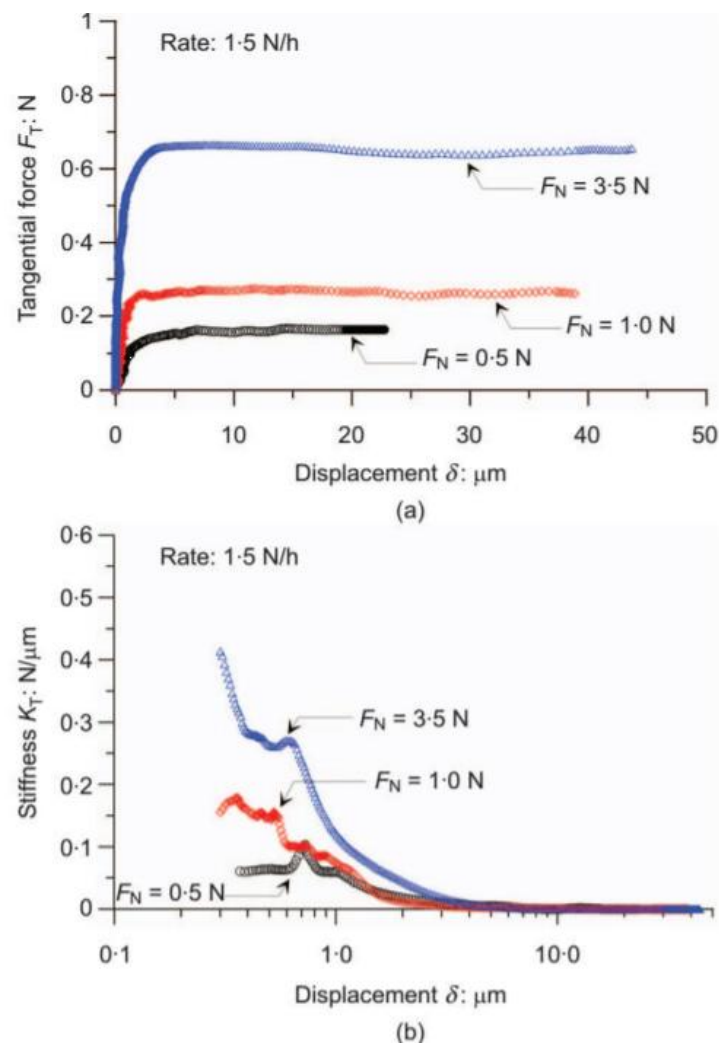 1
Rate: 1·5 N/h
0·8
0·6
0·4
0·2
0
Tangential force F_T: N
F_N = 3·5 N
F_N = 1·0 N
F_N = 0·5 N
0 10 20 30 40 50
Displacement δ: μm
(a)
0·6
Rate: 1·5 N/h
0·5
0·4
0·3
0·2
0·1
0
Stiffness K_T: N/μm
F_N = 3·5 N
F_N = 1·0 N
F_N = 0·5 N
0·1 1·0 10·0
Displacement δ: μm
(b)